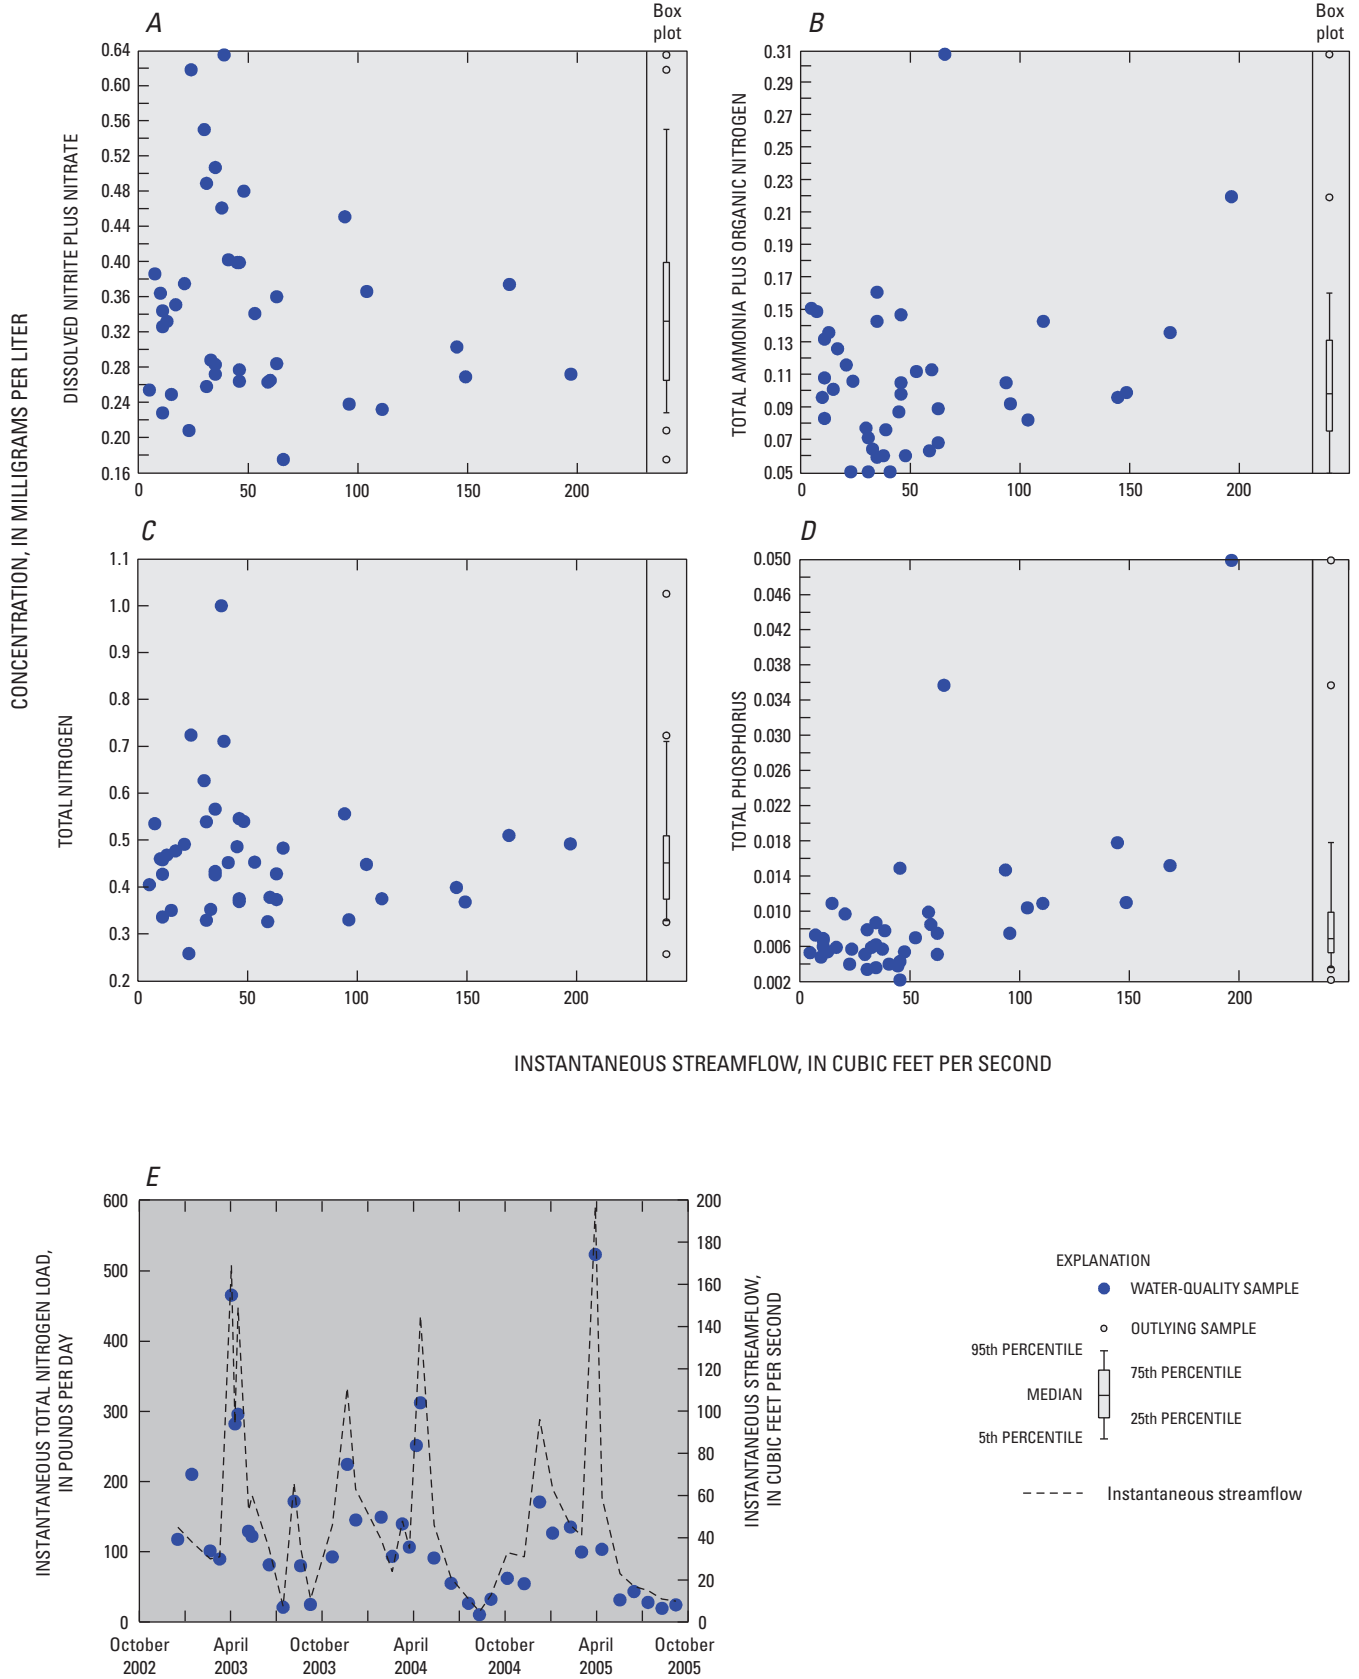 CONCENTRATION, IN MILLIGRAMS PER LITER
A
Box
plot
DISSOLVED NITRITE PLUS NITRATE
0.64
0.60
0.56
0.52
0.48
0.44
0.40
0.36
0.32
0.28
0.24
0.20
0.16
0
50
100
150
200
B
Box
plot
TOTAL AMMONIA PLUS ORGANIC NITROGEN
0.31
0.29
0.27
0.25
0.23
0.21
0.19
0.17
0.15
0.13
0.11
0.09
0.07
0.05
0
50
100
150
200
C
TOTAL NITROGEN
1.1
1.0
0.9
0.8
0.7
0.6
0.5
0.4
0.3
0.2
0
50
100
150
200
D
TOTAL PHOSPHORUS
0.050
0.046
0.042
0.038
0.034
0.030
0.026
0.022
0.018
0.014
0.010
0.006
0.002
0
50
100
150
200
INSTANTANEOUS STREAMFLOW, IN CUBIC FEET PER SECOND
E
INSTANTANEOUS TOTAL NITROGEN LOAD,
IN POUNDS PER DAY
600
500
400
300
200
100
0
200
180
160
140
120
100
80
60
40
20
0
INSTANTANEOUS STREAMFLOW,
IN CUBIC FEET PER SECOND
October
2002
April
2003
October
2003
April
2004
October
2004
April
2005
October
2005
EXPLANATION
WATER-QUALITY SAMPLE
OUTLYING SAMPLE
95th PERCENTILE
75th PERCENTILE
MEDIAN
25th PERCENTILE
5th PERCENTILE
Instantaneous streamflow